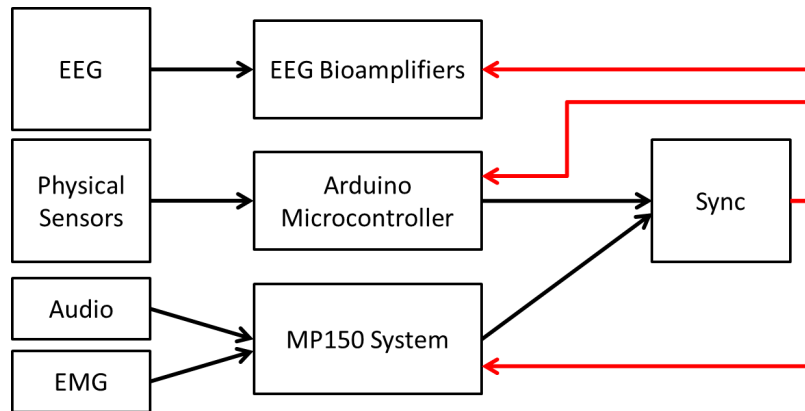 EEG
EEG Bioamplifiers
Physical
Sensors
Arduino
Microcontroller
Sync
Audio
MP150 System
EMG